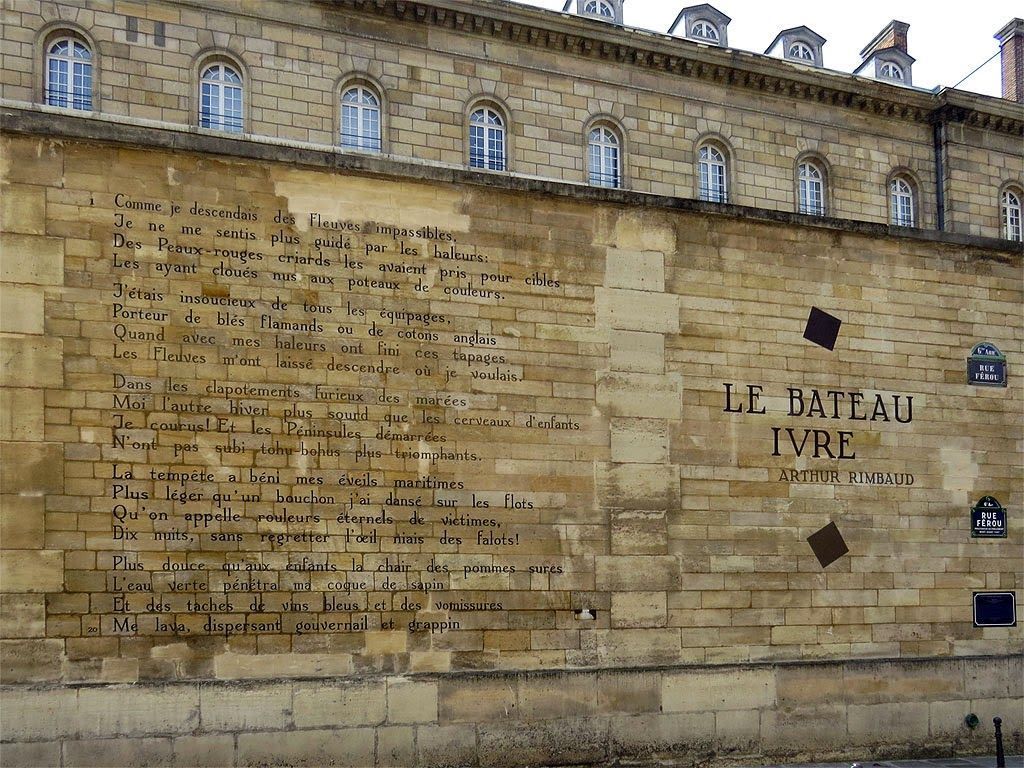 1 Comme je descendais des Fleuves impassibles,
Je ne me sentis plus guidé par les haleurs:
Des Peaux-rouges criards les avaient pris pour cibles
Les ayant cloués nus aux poteaux de couleurs.
J'étais insoucieux de tous les équipages,
Porteur de blés flamands ou de cotons anglais
Quand avec mes haleurs ont fini ces tapages
Les Fleuves m'ont laissé descendre où je voulais.
Dans les clapotements furieux des marées
Moi l'autre hiver plus sourd que les cerveaux d'enfants
Je courus! Et les Péninsules démarrées
N'ont pas subi tohu-bohus plus triomphants.
La tempête a béni mes éveils maritimes
Plus léger qu'un bouchon j'ai dansé sur les flots
Qu'on appelle rouleurs éternels de victimes,
Dix nuits, sans regretter l'œil niais des falots!
Plus douce qu'aux enfants la chair des pommes sures
L'eau verte pénétra ma coque de sapin
Et des taches de vins bleus et des vomissures
20 Me lava, dispersant gouvernail et grappin
LE BATEAU
IVRE
ARTHUR RIMBAUD
6e Arr
RUE
FÉROU
6e Arr
RUE
FÉROU